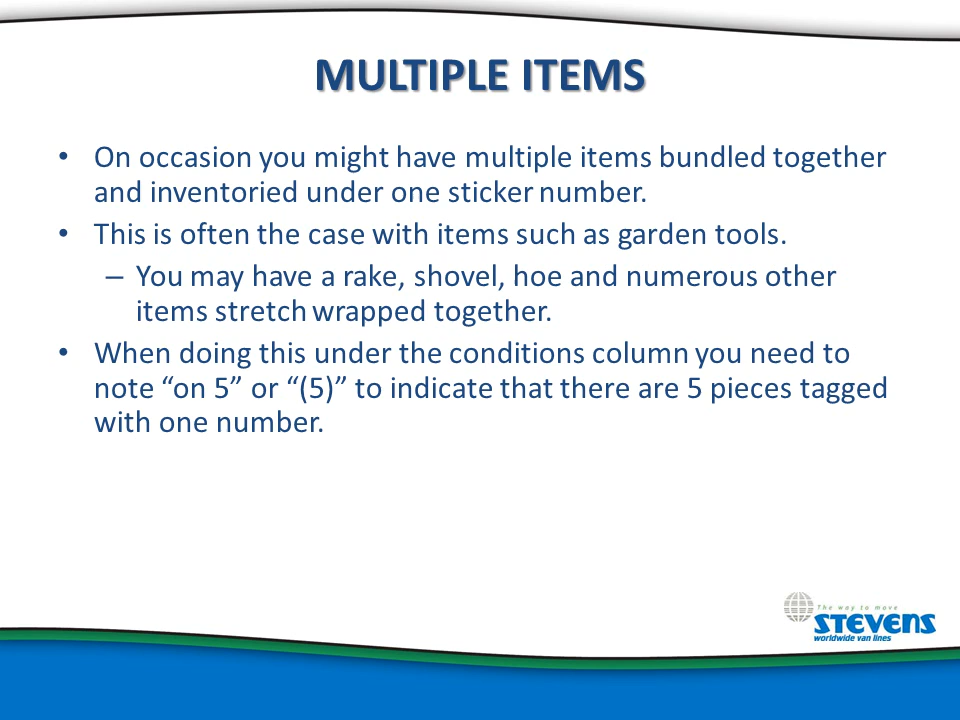 MULTIPLE ITEMS
• On occasion you might have multiple items bundled together
and inventoried under one sticker number.
• This is often the case with items such as garden tools.
– You may have a rake, shovel, hoe and numerous other
items stretch wrapped together.
• When doing this under the conditions column you need to
note “on 5” or “(5)” to indicate that there are 5 pieces tagged
with one number.
The way to move
STEVENS
worldwide van lines